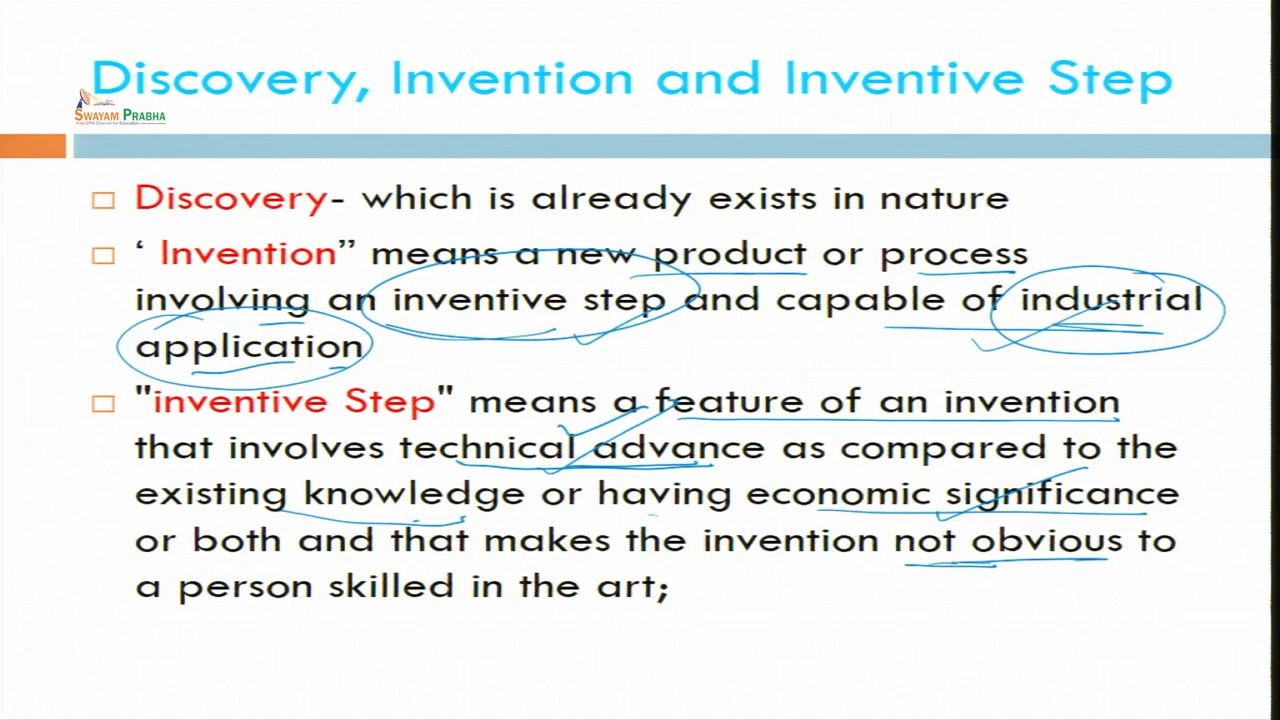 Discovery, Invention and Inventive Step
SWAYAM PRABHA
Discovery- which is already exists in nature
‘ Invention” means a new product or process
involving an inventive step and capable of industrial
application
"inventive Step" means a feature of an invention
that involves technical advance as compared to the
existing knowledge or having economic significance
or both and that makes the invention not obvious to
a person skilled in the art;